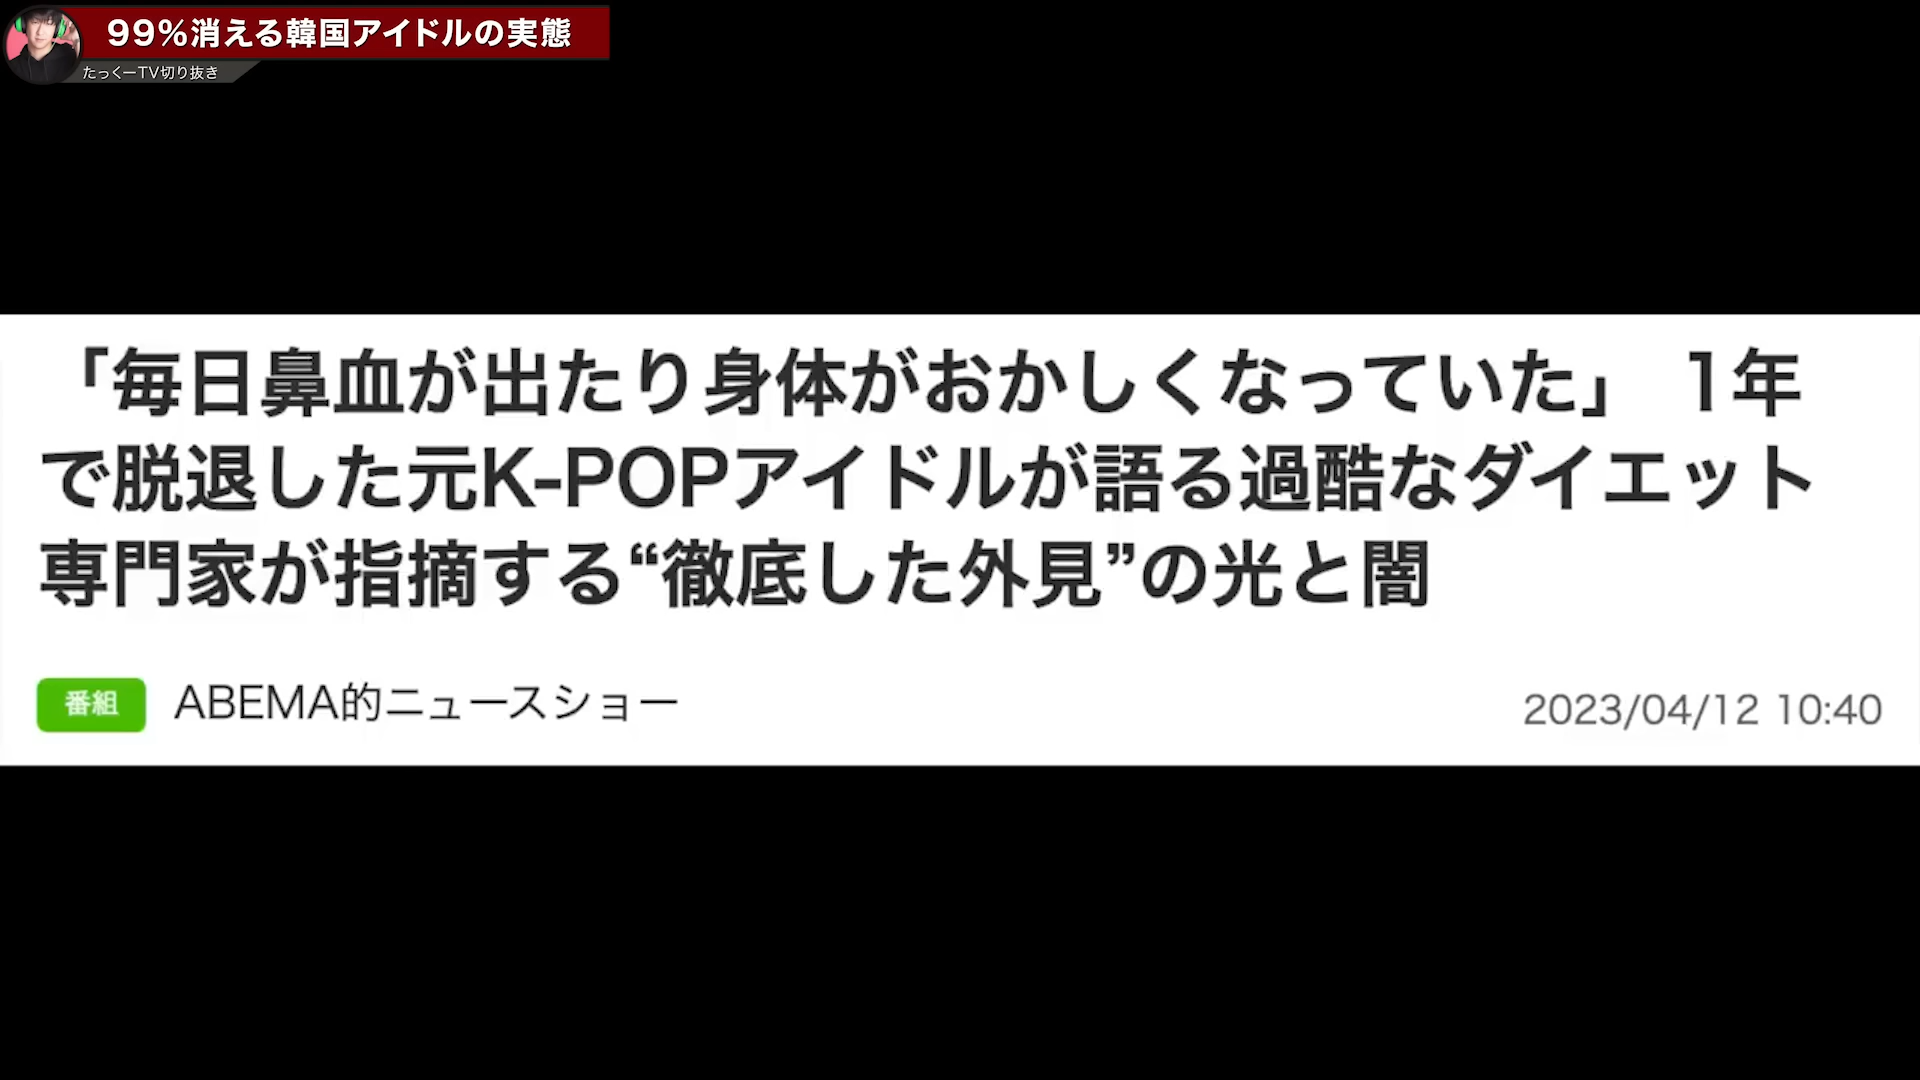 99%消える韓国アイドルの実態
たっくーTV切り抜き
「毎日鼻血が出たり身体がおかしくなっていた」 1年
で脱退した元K-POPアイドルが語る過酷なダイエット
専門家が指摘する“徹底した外見”の光と闇
番組 ABEMA的ニュースショー
2023/04/12 10:40